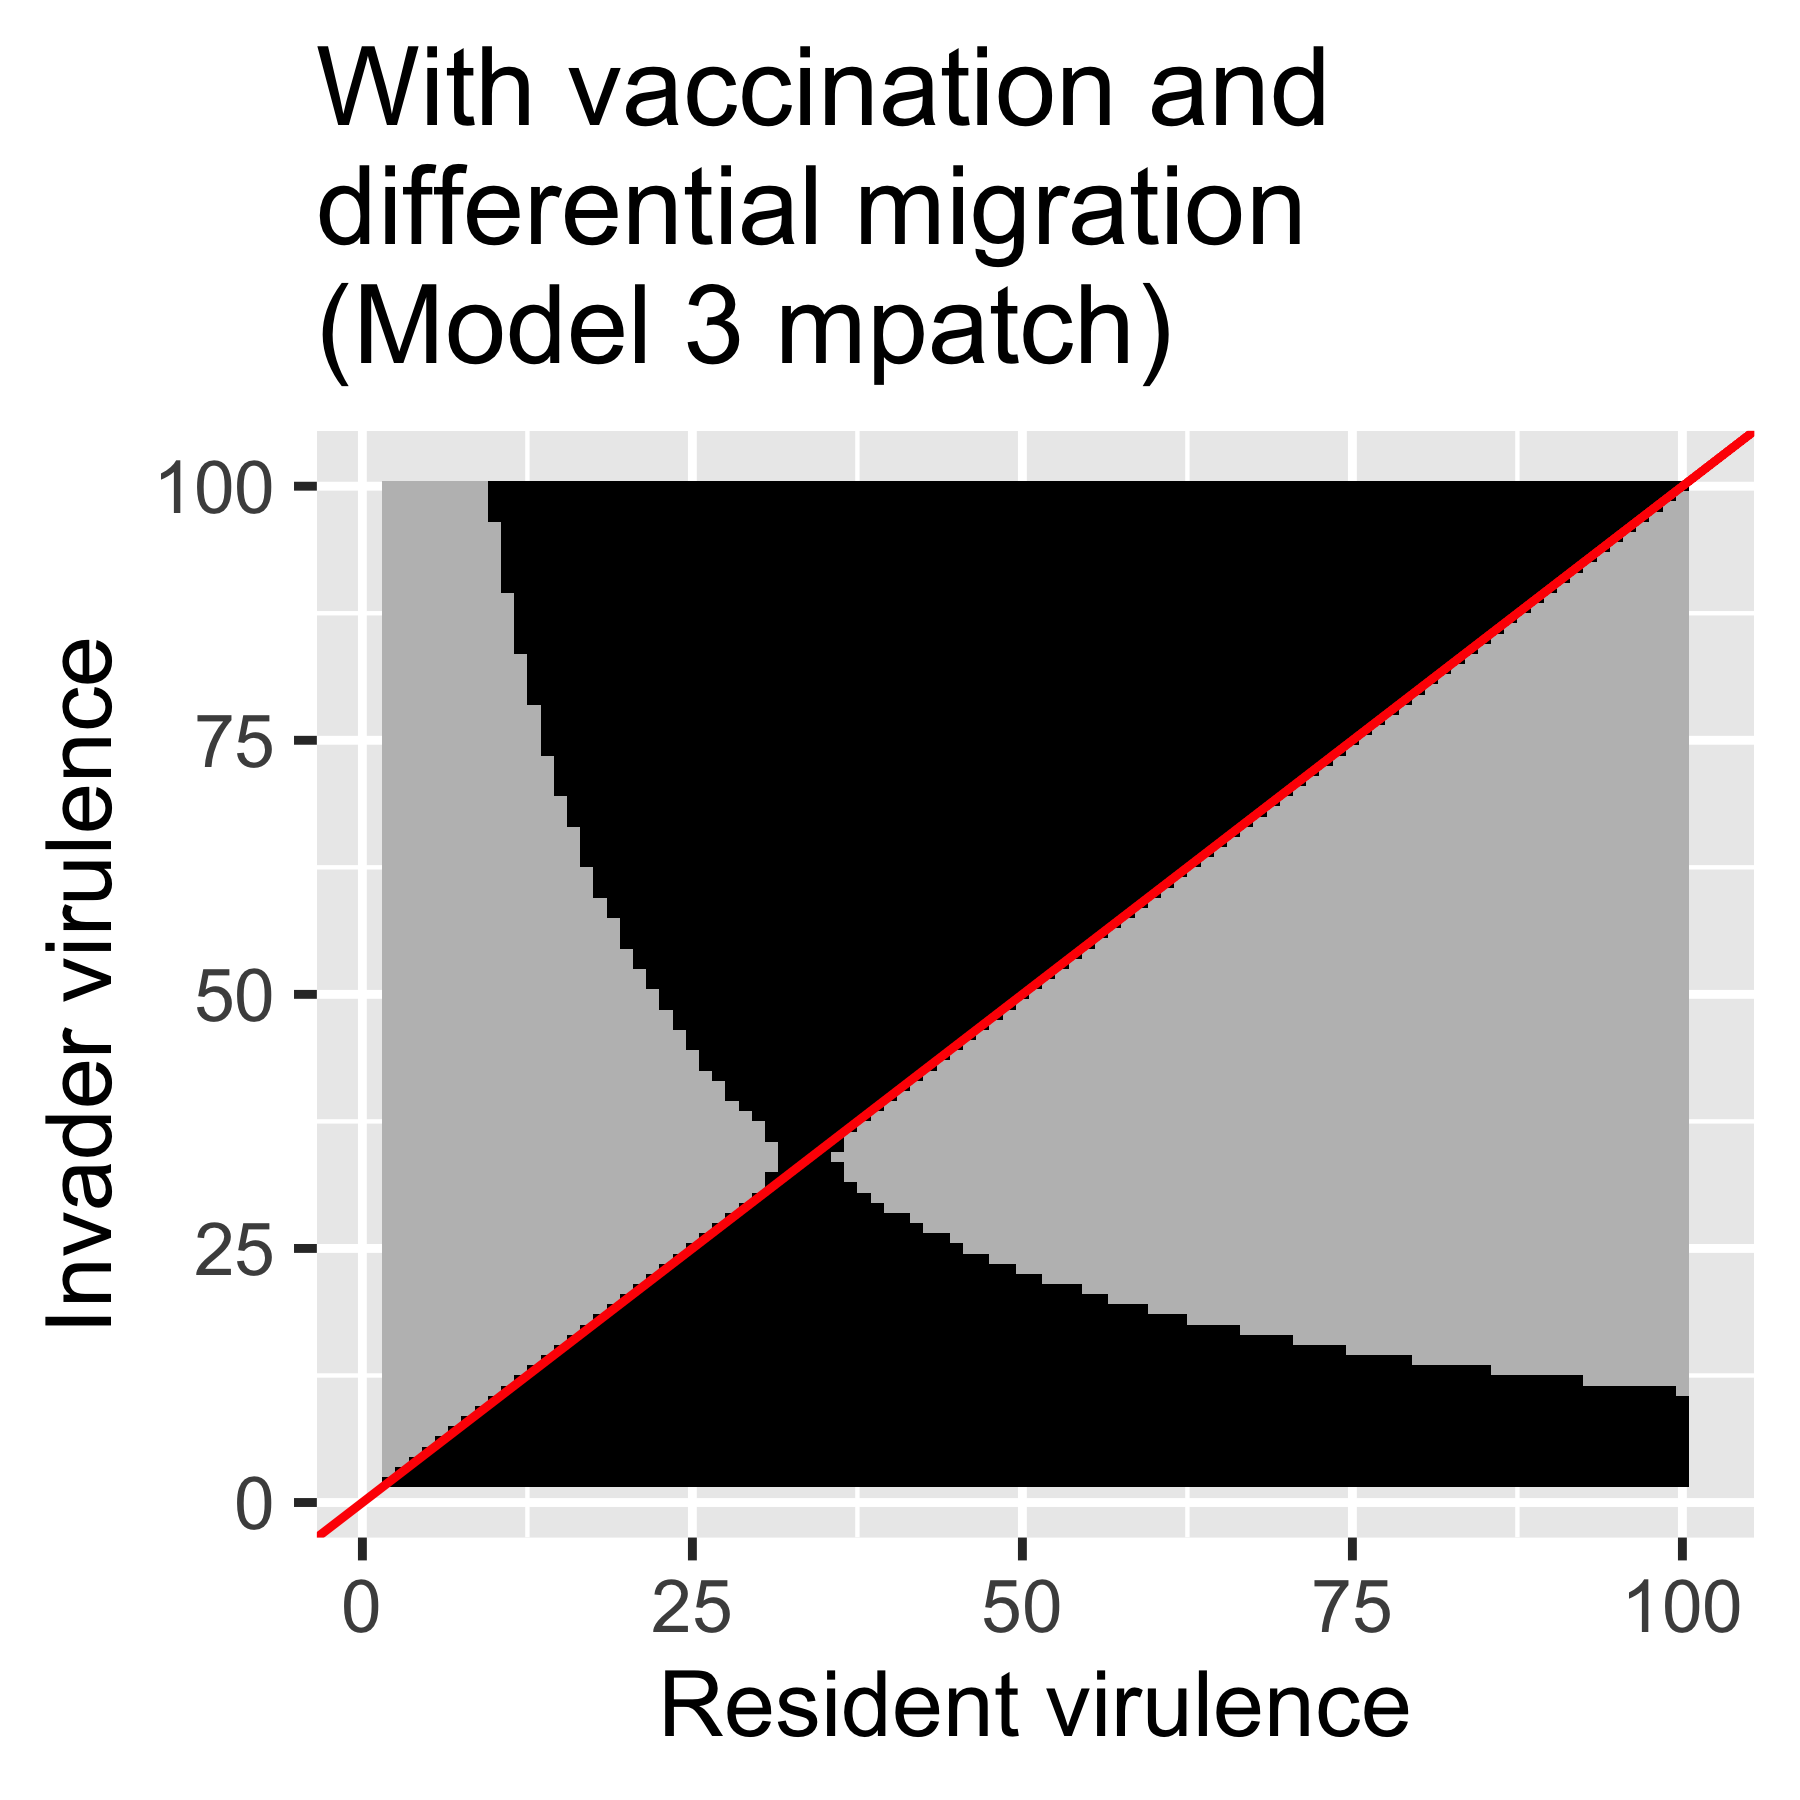 With vaccination and
differential migration
(Model 3 mpatch)
100
75
50
25
0
Invader virulence
0 25 50 75 100
Resident virulence